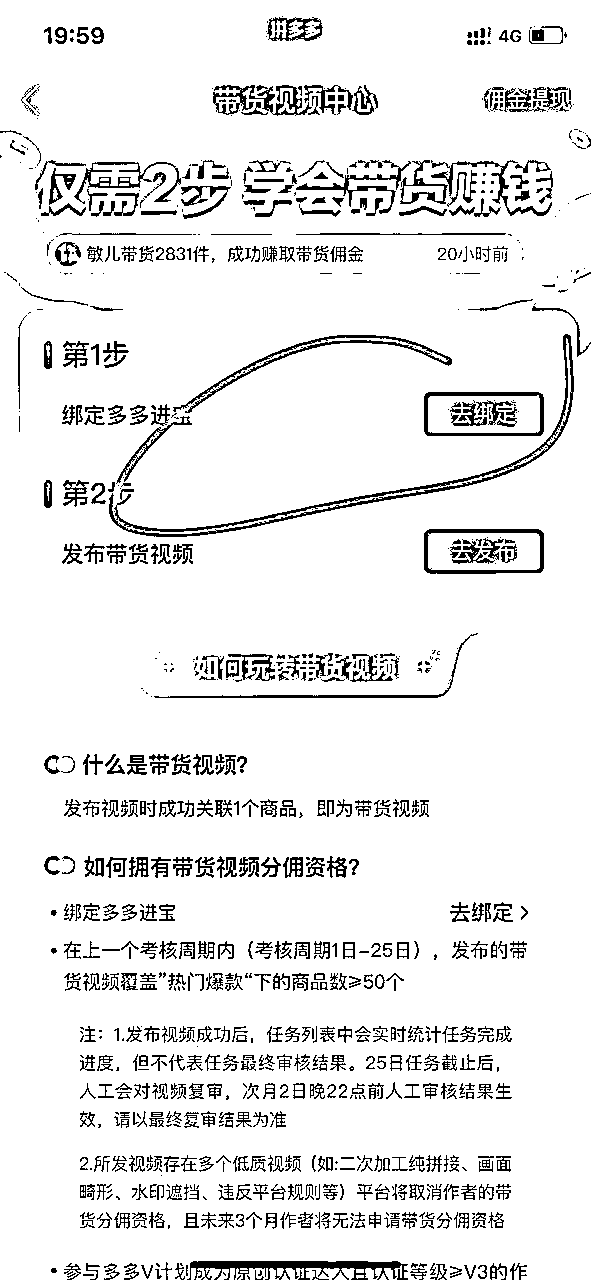 19:59
拼多多
4G
带货视频中心
佣金提现
仅需2步 学会带货赚钱
敏儿带货2831件，成功赚取带货佣金
20小时前
第1步
绑定多多进宝
去绑定
第2步
发布带货视频
去发布
如何玩转带货视频
什么是带货视频？
发布视频时成功关联1个商品，即为带货视频
如何拥有带货视频分佣资格？
• 绑定多多进宝
去绑定 >
• 在上一个考核周期内（考核周期1日-25日），发布的带
货视频覆盖”热门爆款“下的商品数≥50个
注：1.发布视频成功后，任务列表中会实时统计任务完成
进度，但不代表任务最终审核结果。25日任务截止后，
人工会对视频复审，次月2日晚22点前人工审核结果生
效，请以最终复审结果为准
2.所发视频存在多个低质视频（如:二次加工纯拼接、画面
畸形、水印遮挡、违反平台规则等）平台将取消作者的带
货分佣资格，且未来3个月作者将无法申请带货分佣资格
• 参与多多V计划成为原创认证达人且认证等级≥V3的作